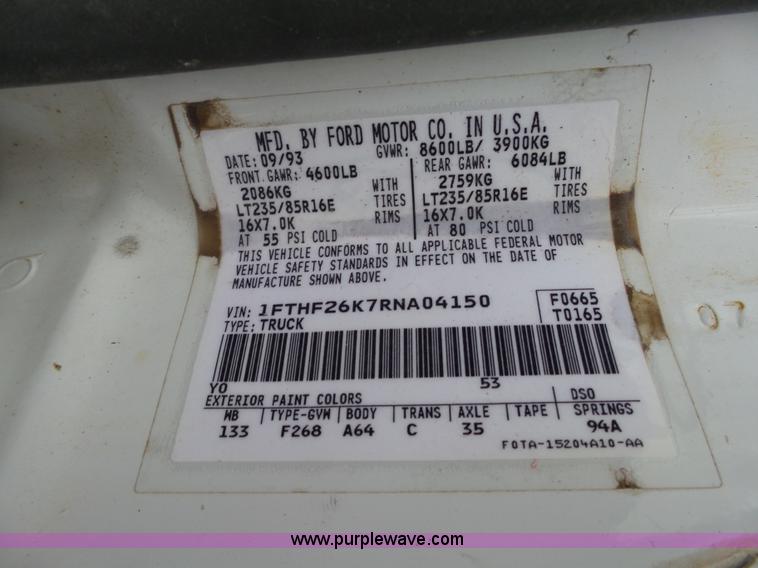 MFD. BY FORD MOTOR CO. IN U.S.A.
DATE: 09/93 GVWR: 8600LB/ 3900KG
FRONT GAWR: 4600LB REAR GAWR: 6084LB
2086KG WITH 2759KG WITH
LT235/85R16E TIRES LT235/85R16E TIRES
16X7.0K RIMS 16X7.0K RIMS
AT 55 PSI COLD AT 80 PSI COLD
THIS VEHICLE CONFORMS TO ALL APPLICABLE FEDERAL MOTOR
VEHICLE SAFETY STANDARDS IN EFFECT ON THE DATE OF
MANUFACTURE SHOWN ABOVE.
VIN: 1FTHF26K7RNA04150 F0665
TYPE: TRUCK T0165
07
YO 53
EXTERIOR PAINT COLORS DSO
WB TYPE-GVW BODY TRANS AXLE TAPE SPRINGS
133 F268 A64 C 35 94A
F0TA-15204A10-AA
www.purplewave.com